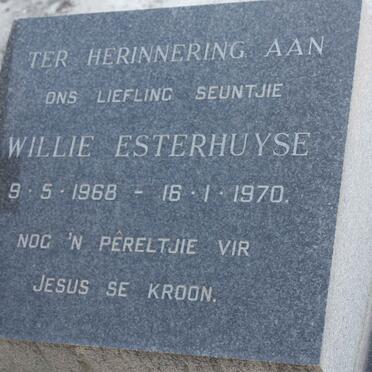 TER HERINNERING AAN
ONS LIEFLING SEUNTJIE
WILLIE ESTERHUYSE
9·5·1968 – 16·1·1970.
NOG 'N PÊRELTJIE VIR
JESUS SE KROON.